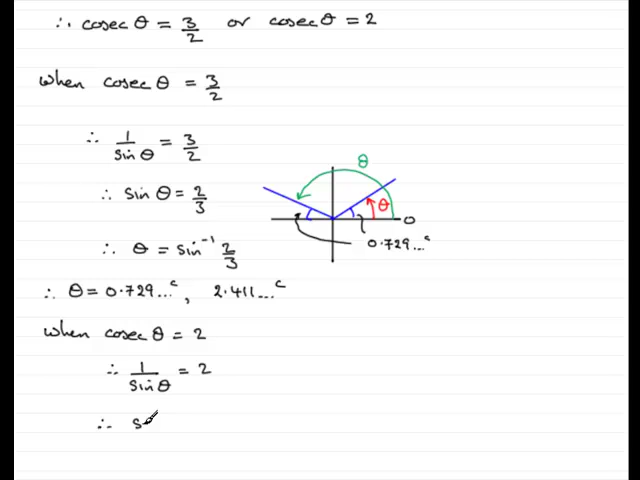 ∴ cosec θ = 3/2 or cosec θ = 2
when cosec θ = 3/2
∴ 1/sin θ = 3/2
∴ sin θ = 2/3
∴ θ = sin⁻¹ 2/3
∴ θ = 0.729...ᶜ, 2.411...ᶜ
when cosec θ = 2
∴ 1/sin θ = 2
∴ s
θ
θ
0
0.729...ᶜ